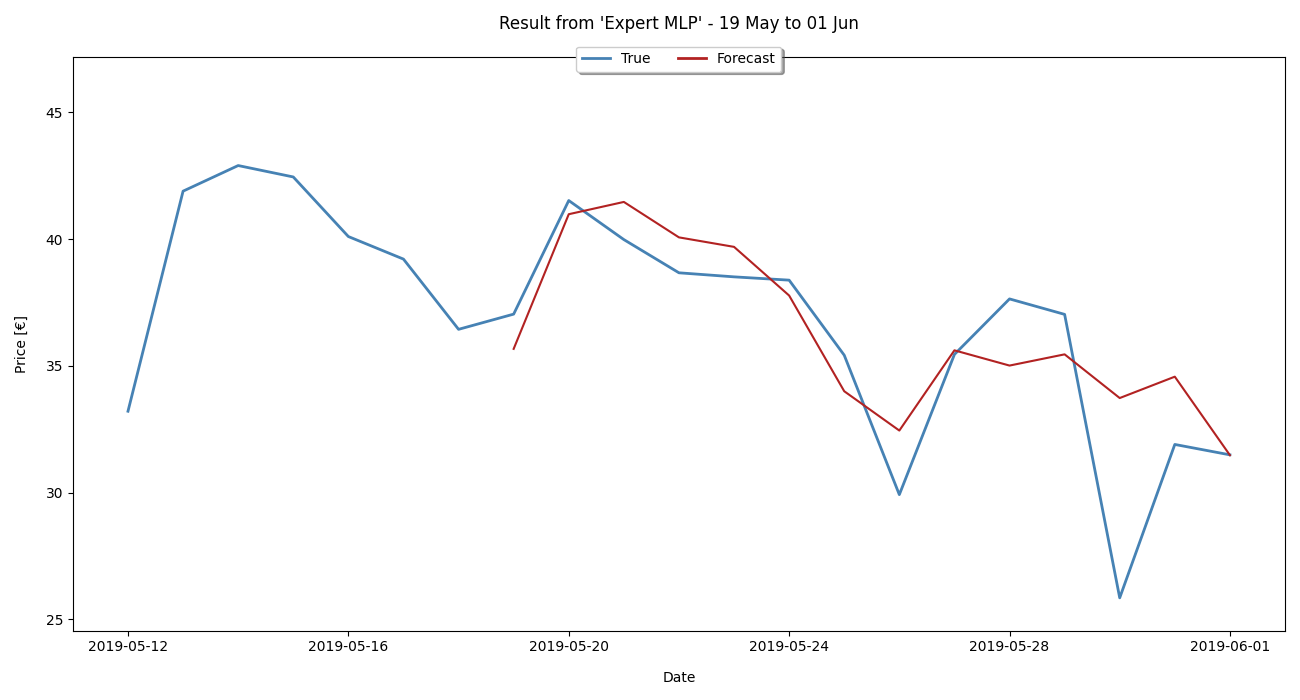 Result from 'Expert MLP' - 19 May to 01 Jun
True
Forecast
45
40
35
30
25
Price [€]
2019-05-12
2019-05-16
2019-05-20
2019-05-24
2019-05-28
2019-06-01
Date